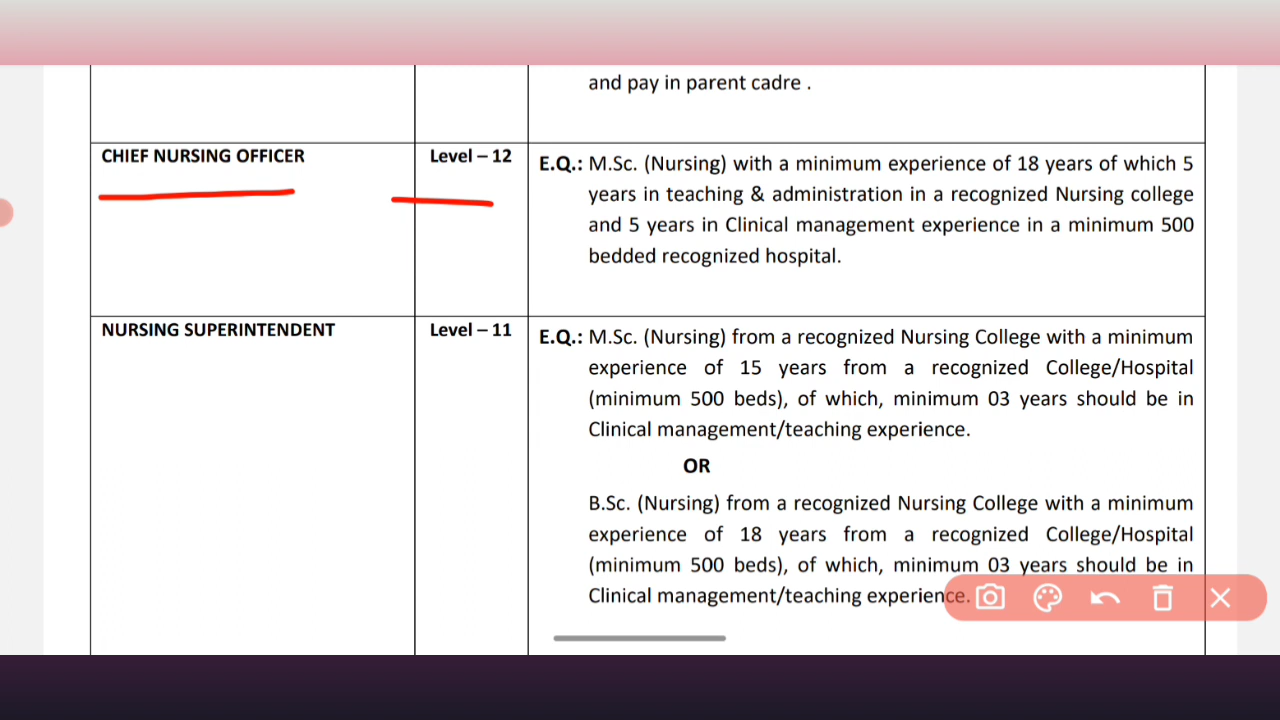 and pay in parent cadre .
CHIEF NURSING OFFICER
Level – 12
E.Q.: M.Sc. (Nursing) with a minimum experience of 18 years of which 5
years in teaching & administration in a recognized Nursing college
and 5 years in Clinical management experience in a minimum 500
bedded recognized hospital.
NURSING SUPERINTENDENT
Level – 11
E.Q.: M.Sc. (Nursing) from a recognized Nursing College with a minimum
experience of 15 years from a recognized College/Hospital
(minimum 500 beds), of which, minimum 03 years should be in
Clinical management/teaching experience.
OR
B.Sc. (Nursing) from a recognized Nursing College with a minimum
experience of 18 years from a recognized College/Hospital
(minimum 500 beds), of which, minimum 03 years should be in
Clinical management/teaching experience.